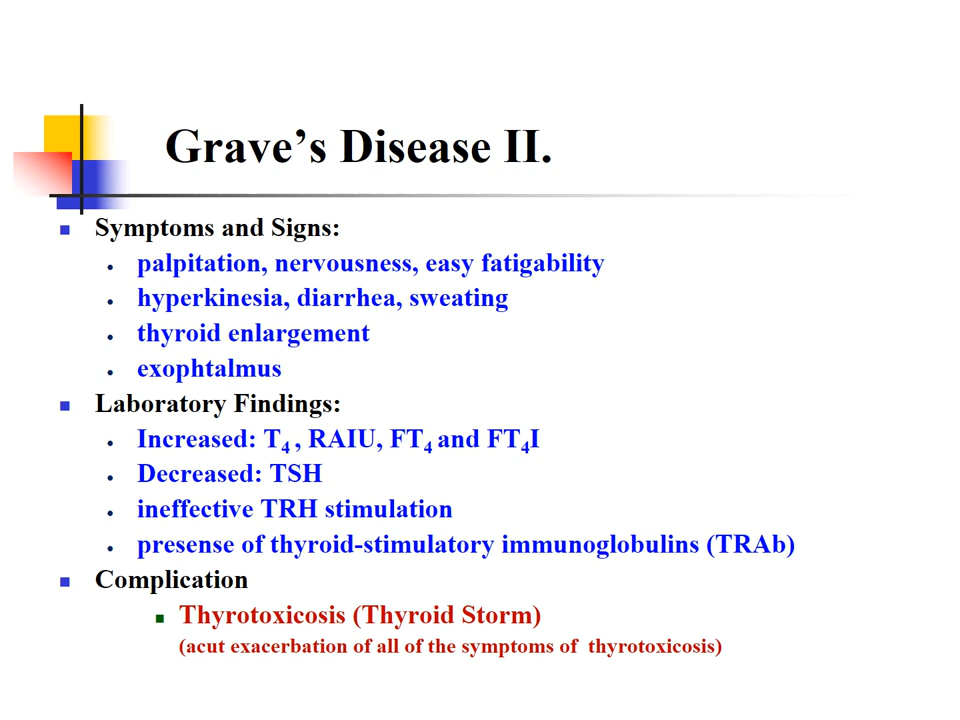 Grave’s Disease II.
Symptoms and Signs:
palpitation, nervousness, easy fatigability
hyperkinesia, diarrhea, sweating
thyroid enlargement
exophtalmus
Laboratory Findings:
Increased: T4 , RAIU, FT4 and FT4I
Decreased: TSH
ineffective TRH stimulation
presense of thyroid-stimulatory immunoglobulins (TRAb)
Complication
Thyrotoxicosis (Thyroid Storm)
(acut exacerbation of all of the symptoms of thyrotoxicosis)